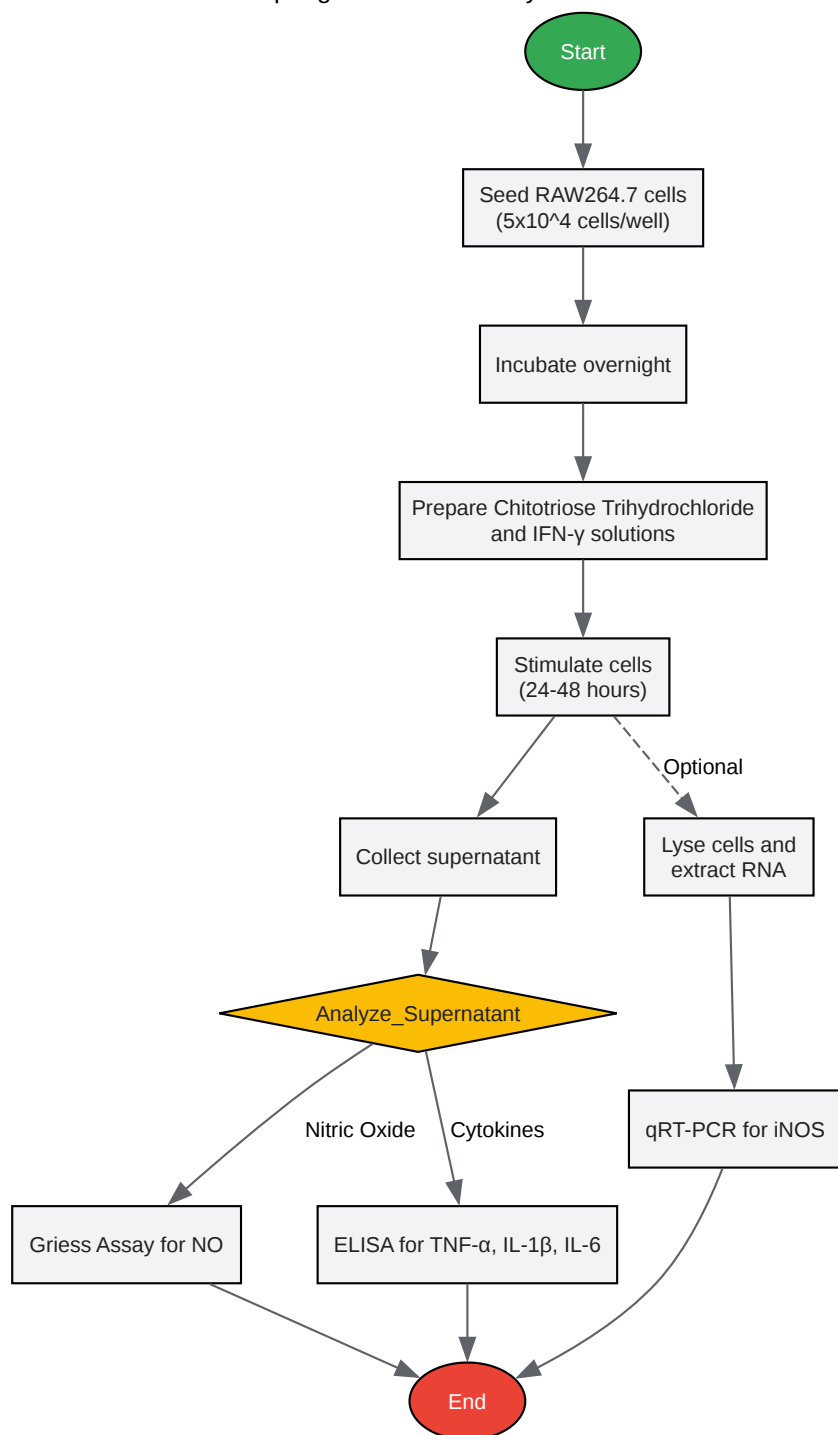 Start
Seed RAW264.7 cells
(5x10^4 cells/well)
Incubate overnight
Prepare Chitotriose Trihydrochloride
and IFN-γ solutions
Stimulate cells
(24-48 hours)
Optional
Collect supernatant
Lyse cells and
extract RNA
Analyze_Supernatant
Nitric Oxide
Cytokines
qRT-PCR for iNOS
Griess Assay for NO
ELISA for TNF-α, IL-1β, IL-6
End